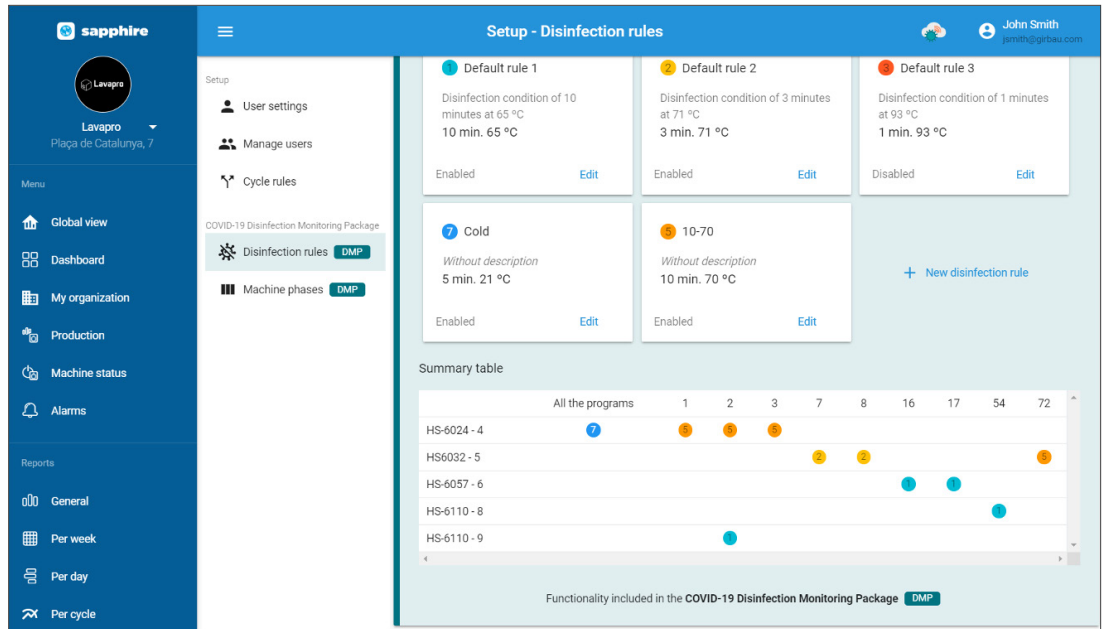 sapphire
Setup - Disinfection rules
John Smith
jsmith@girbau.com
Lavapro
Lavapro
Plaça de Catalunya, 7
Menu
Global view
Dashboard
My organization
Production
Machine status
Alarms
Reports
General
Per week
Per day
Per cycle
Setup
User settings
Manage users
Cycle rules
COVID-19 Disinfection Monitoring Package
Disinfection rules DMP
Machine phases DMP
1 Default rule 1
Disinfection condition of 10
minutes at 65 ºC
10 min. 65 ºC
Enabled Edit
2 Default rule 2
Disinfection condition of 3 minutes
at 71 ºC
3 min. 71 ºC
Enabled Edit
3 Default rule 3
Disinfection condition of 1 minutes
at 93 ºC
1 min. 93 ºC
Disabled Edit
7 Cold
Without description
5 min. 21 ºC
Enabled Edit
5 10-70
Without description
10 min. 70 ºC
Enabled Edit
+ New disinfection rule
Summary table
All the programs 1 2 3 7 8 16 17 54 72
HS-6024 - 4 7 5 5 5
HS6032 - 5 2 2 5
HS-6057 - 6 1 1
HS-6110 - 8 1
HS-6110 - 9 1
Functionality included in the COVID-19 Disinfection Monitoring Package DMP